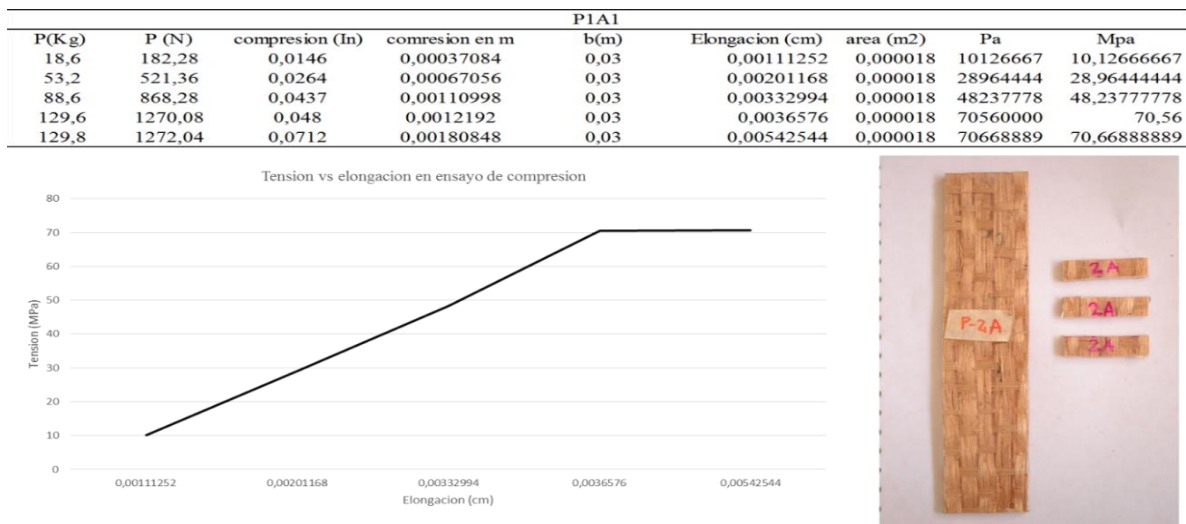 P1A1
P(Kg) P (N) compresion (In) comresion en m b(m) Elongacion (cm) area (m2) Pa Mpa
18,6 182,28 0,0146 0,00037084 0,03 0,00111252 0,000018 10126667 10,12666667
53,2 521,36 0,0264 0,00067056 0,03 0,00201168 0,000018 28964444 28,96444444
88,6 868,28 0,0437 0,00110998 0,03 0,00332994 0,000018 48237778 48,23777778
129,6 1270,08 0,048 0,0012192 0,03 0,0036576 0,000018 70560000 70,56
129,8 1272,04 0,0712 0,00180848 0,03 0,00542544 0,000018 70668889 70,66888889
Tension vs elongacion en ensayo de compresion
80
70
60
50
40
30
20
10
0
Tension (MPa)
0,00111252 0,00201168 0,00332994 0,0036576 0,00542544
Elongacion (cm)
P-2A
2A
2A
2A